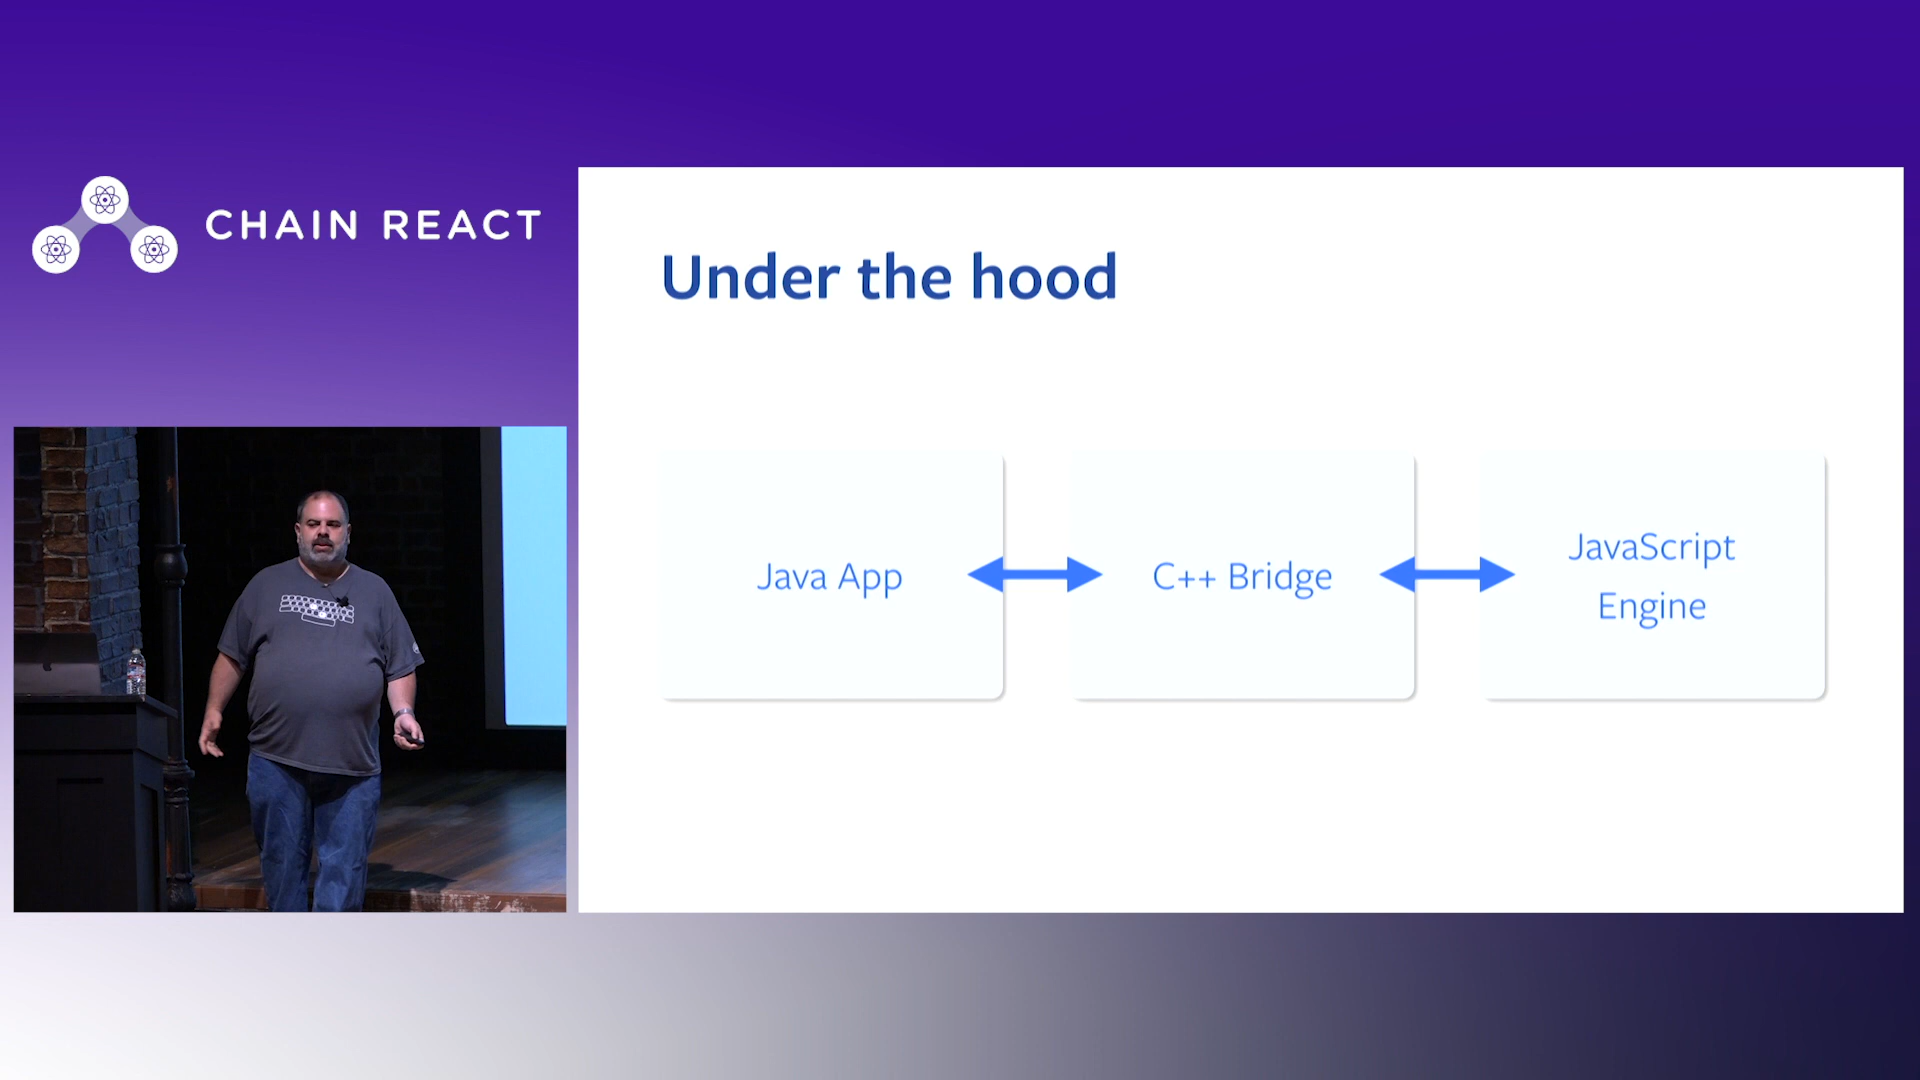 CHAIN REACT
Under the hood
Java App
C++ Bridge
JavaScript
Engine